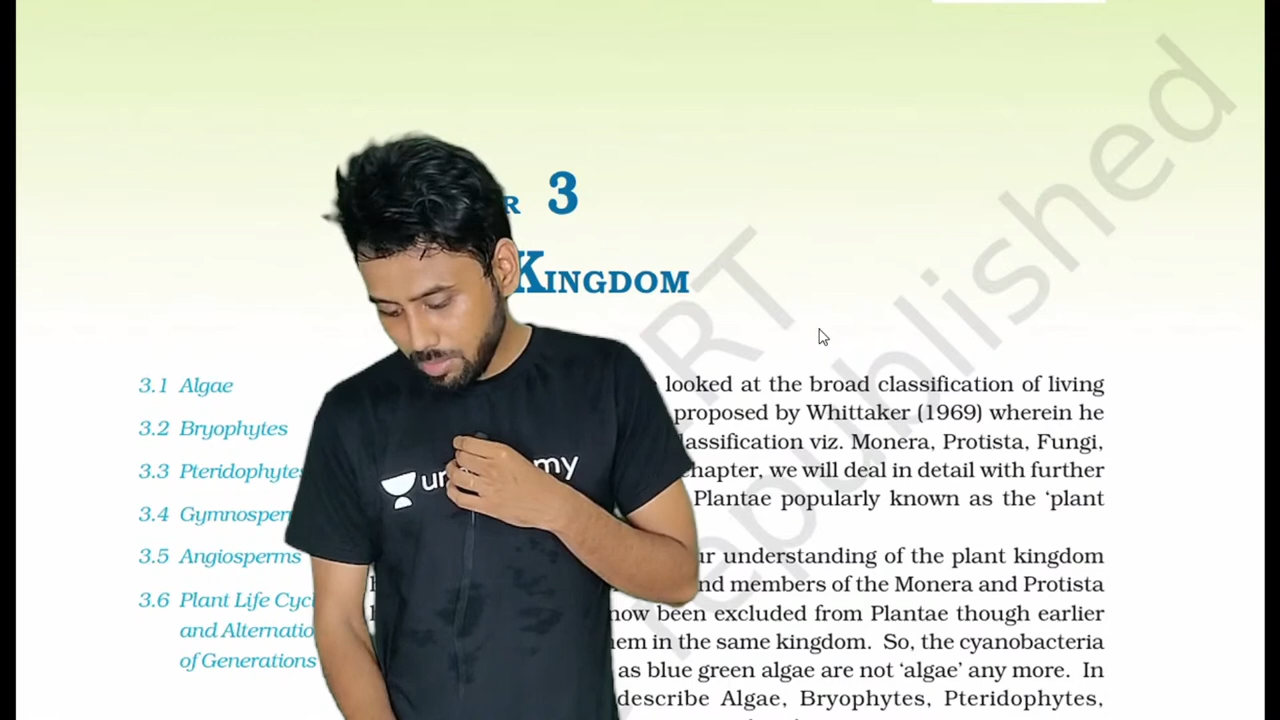 R 3
KINGDOM
3.1 Algae
3.2 Bryophytes
3.3 Pteridophytes
3.4 Gymnosper
3.5 Angiosperms
3.6 Plant Life Cycl
and Alternatio
of Generations
looked at the broad classification of living
proposed by Whittaker (1969) wherein he
lassification viz. Monera, Protista, Fungi,
chapter, we will deal in detail with further
Plantae popularly known as the ‘plant
ur understanding of the plant kingdom
nd members of the Monera and Protista
now been excluded from Plantae though earlier
em in the same kingdom. So, the cyanobacteria
as blue green algae are not ‘algae’ any more. In
describe Algae, Bryophytes, Pteridophytes,
un my
RT
republished